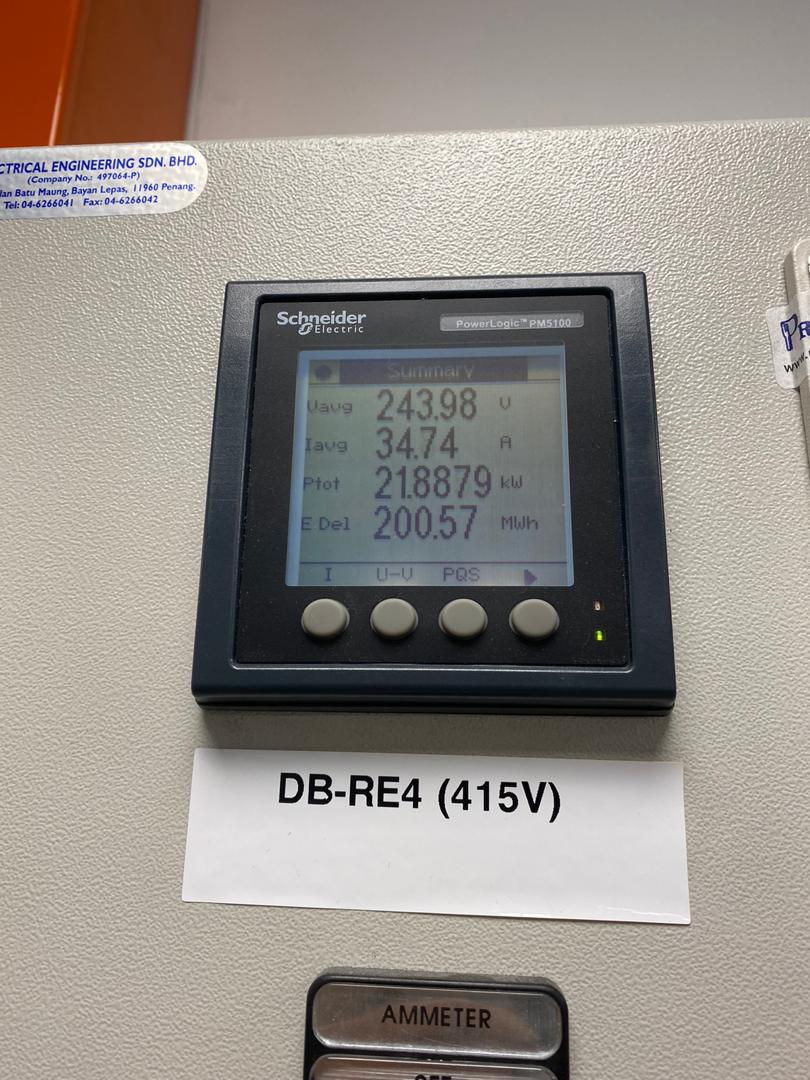 CTRICAL ENGINEERING SDN. BHD.
(Company No.: 497064-P)
lan Batu Maung, Bayan Lepas, 11960 Penang.
Tel: 04-6266041 Fax: 04-6266042
Schneider
Electric
PowerLogic™ PM5100
Summary
Vavg 243.98 V
Iavg 34.74 A
Ptot 21.8879 kW
E Del 200.57 MWh
I U-V PQS
DB-RE4 (415V)
AMMETER